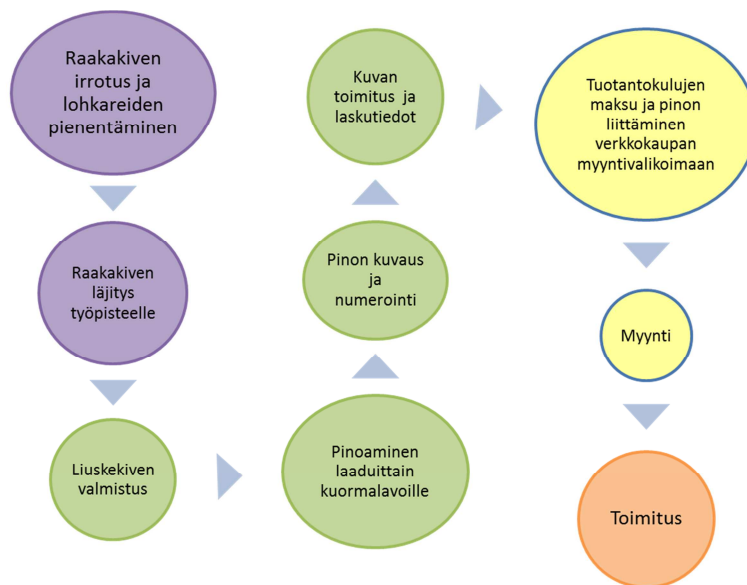 Raakakiven
irrotus ja
lohkareiden
pienentäminen
Raakakiven
läjitys
työpisteelle
Liuskekiven
valmistus
Pinoaminen
laaduittain
kuormalavoille
Pinon kuvaus
ja
numerointi
Kuvan
toimitus ja
laskutiedot
Tuotantokulujen
maksu ja pinon
liittäminen
verkkokaupan
myyntivalikoimaan
Myynti
Toimitus